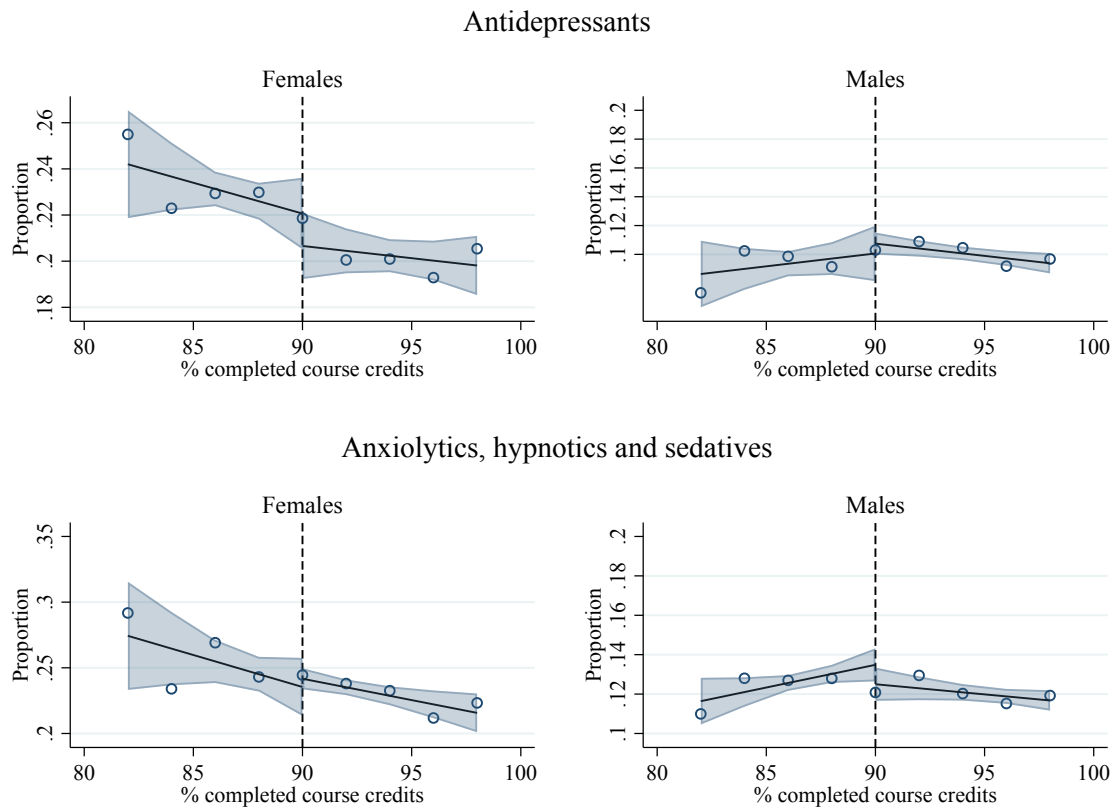 Antidepressants
Females
Proportion
.26
.24
.22
.2
.18
80 85 90 95 100
% completed course credits
Males
Proportion
.2
.18
.16
.14
.12
.1
80 85 90 95 100
% completed course credits
Anxiolytics, hypnotics and sedatives
Females
Proportion
.35
.3
.25
.2
80 85 90 95 100
% completed course credits
Males
Proportion
.2
.18
.16
.14
.12
.1
80 85 90 95 100
% completed course credits